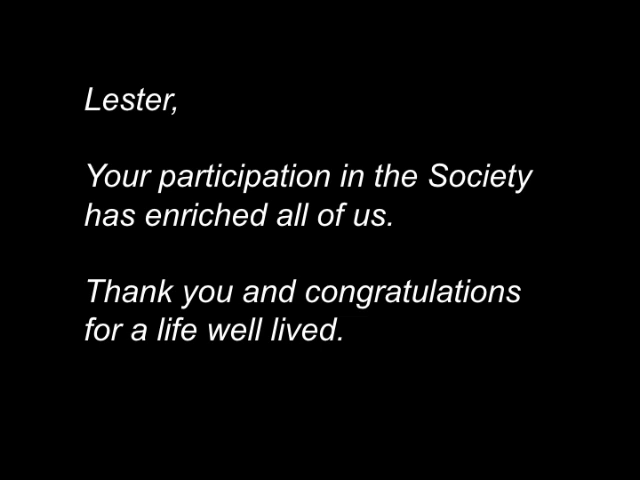 Lester,
Your participation in the Society
has enriched all of us.
Thank you and congratulations
for a life well lived.